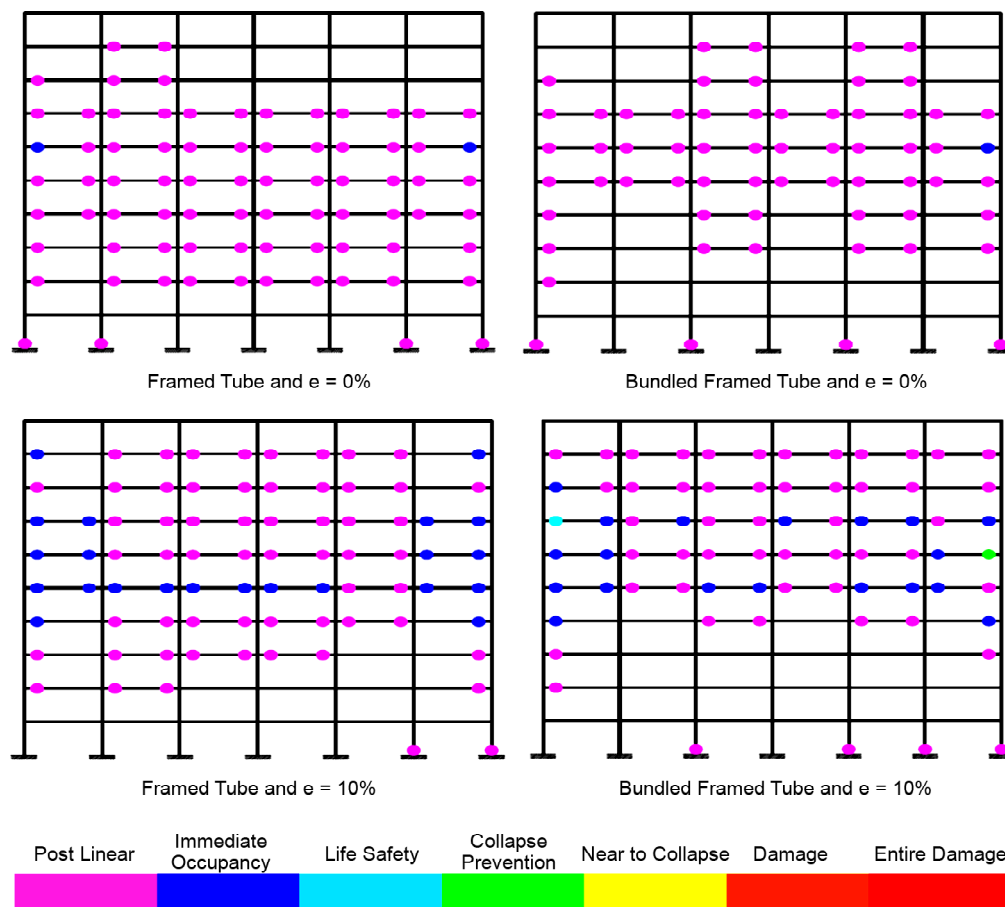 Framed Tube and e = 0%
Bundled Framed Tube and e = 0%
Framed Tube and e = 10%
Bundled Framed Tube and e = 10%
Post Linear
Immediate
Occupancy
Life Safety
Collapse
Prevention
Near to Collapse
Damage
Entire Damage